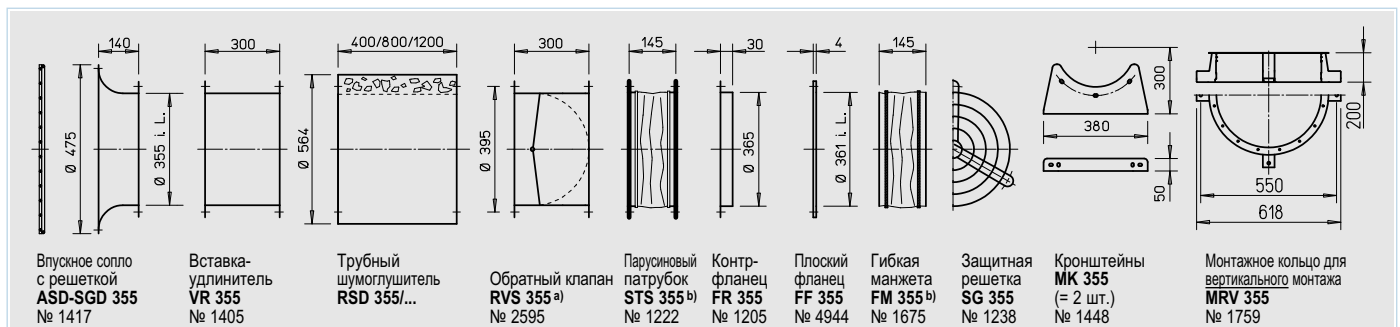 140
300
400/800/1200
300
145
30
4
145
Ø 475
Ø 355 i. L.
Ø 564
Ø 395
Ø 365
Ø 361 i. L.
300
380
50
200
550
618
Впускное сопло
с решеткой
ASD-SGD 355
№ 1417
Вставка-
удлинитель
VR 355
№ 1405
Трубный
шумоглушитель
RSD 355/...
Обратный клапан
RVS 355 a)
№ 2595
Парусиновый
патрубок
STS 355 b)
№ 1222
Контр-
фланец
FR 355
№ 1205
Плоский
фланец
FF 355
№ 4944
Гибкая
манжета
FM 355 b)
№ 1675
Защитная
решетка
SG 355
№ 1238
Кронштейны
MK 355
(= 2 шт.)
№ 1448
Монтажное кольцо для
вертикального монтажа
MRV 355
№ 1759